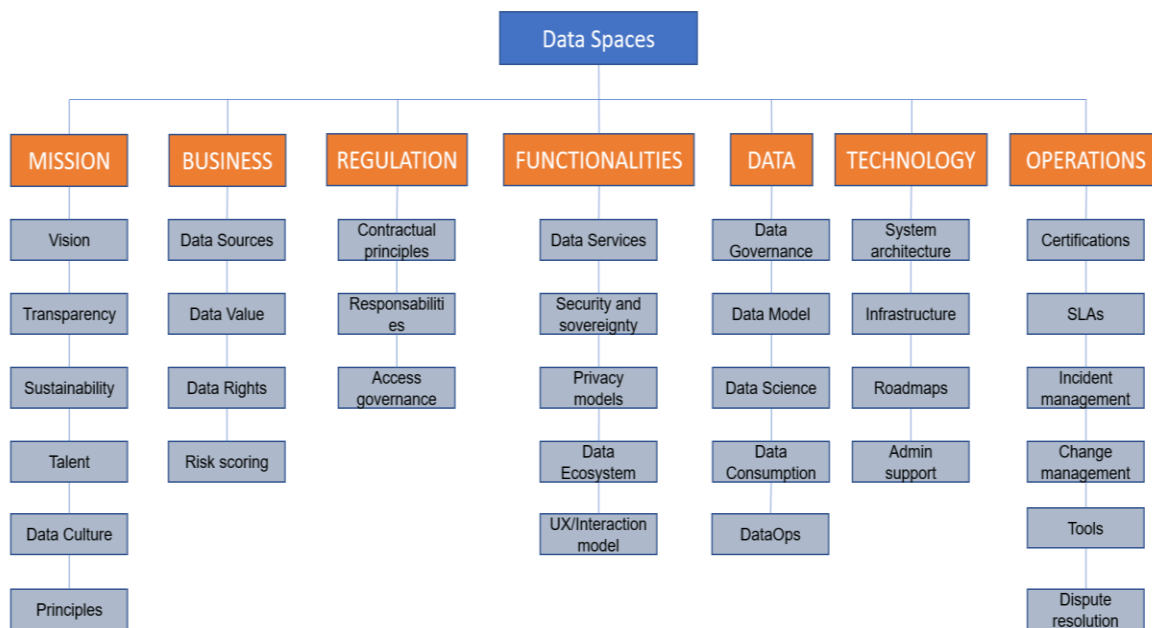 Data Spaces
MISSION
BUSINESS
REGULATION
FUNCTIONALITIES
DATA
TECHNOLOGY
OPERATIONS
Vision
Transparency
Sustainability
Talent
Data Culture
Principles
Data Sources
Data Value
Data Rights
Risk scoring
Contractual
principles
Responsabiliti
es
Access
governance
Data Services
Security and
sovereignty
Privacy
models
Data
Ecosystem
UX/Interaction
model
Data
Governance
Data Model
Data Science
Data
Consumption
DataOps
System
architecture
Infrastructure
Roadmaps
Admin
support
Certifications
SLAs
Incident
management
Change
management
Tools
Dispute
resolution